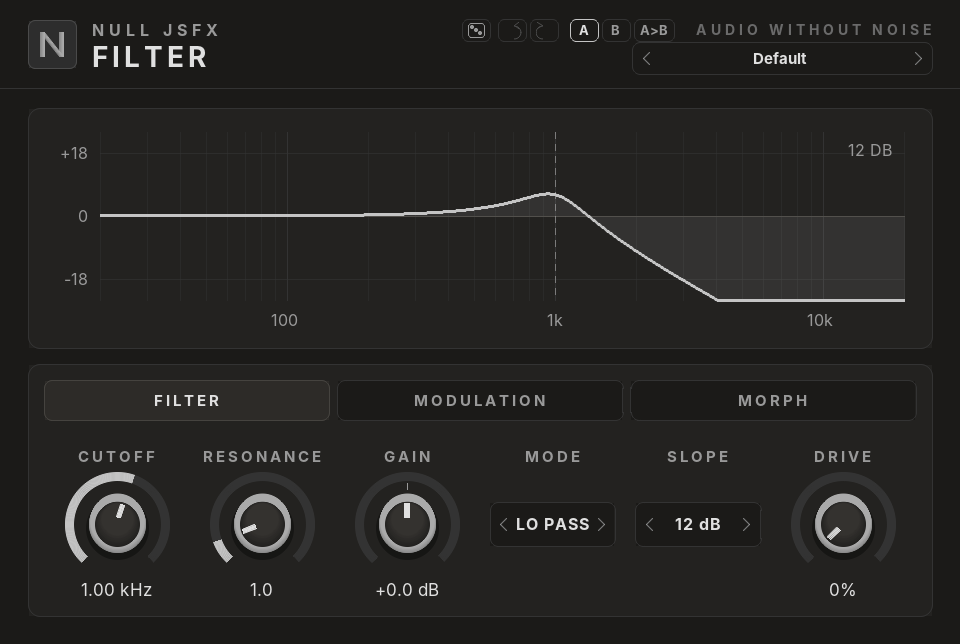 N
NULL JSFX
FILTER
A B A>B
AUDIO WITHOUT NOISE
Default
+18
0
-18
12 DB
100 1k 10k
FILTER MODULATION MORPH
CUTOFF RESONANCE GAIN MODE SLOPE DRIVE
LO PASS 12 dB
1.00 kHz 1.0 +0.0 dB 0%